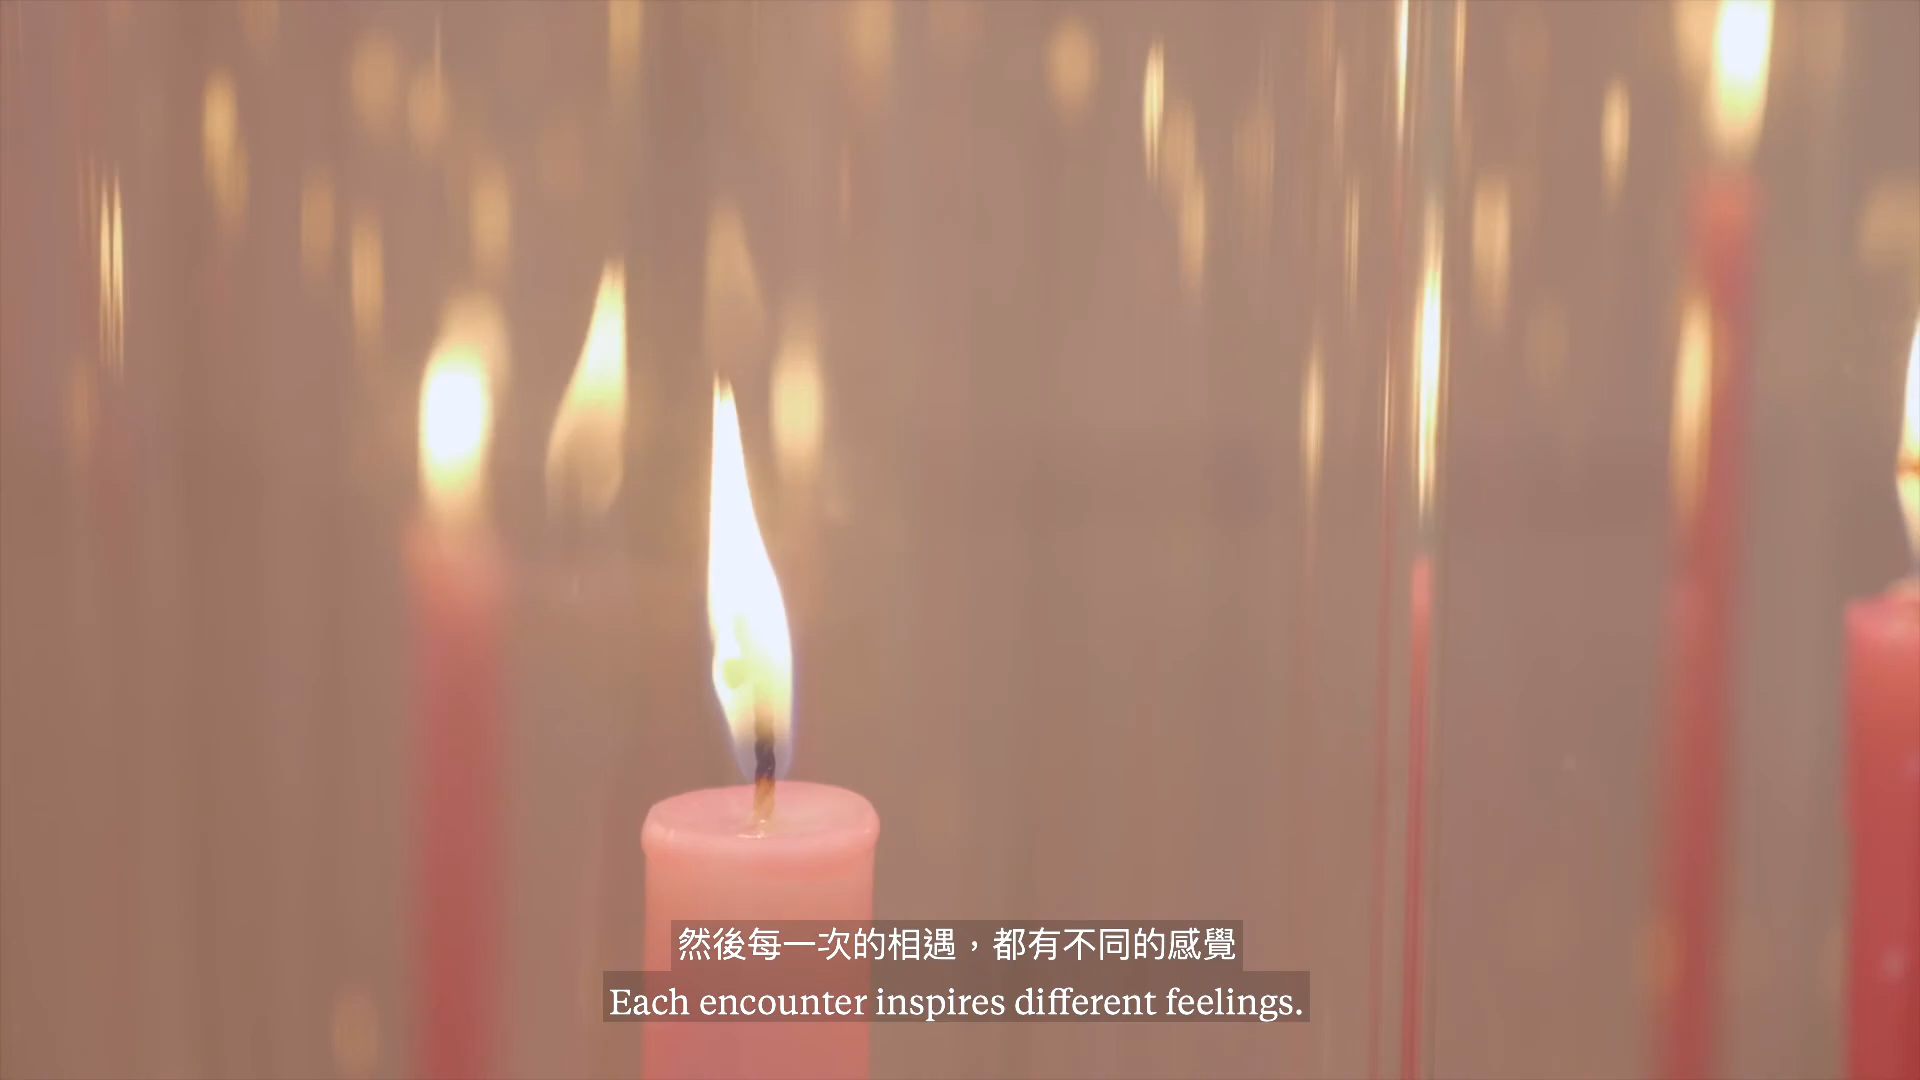 然後每一次的相遇，都有不同的感覺
Each encounter inspires different feelings.